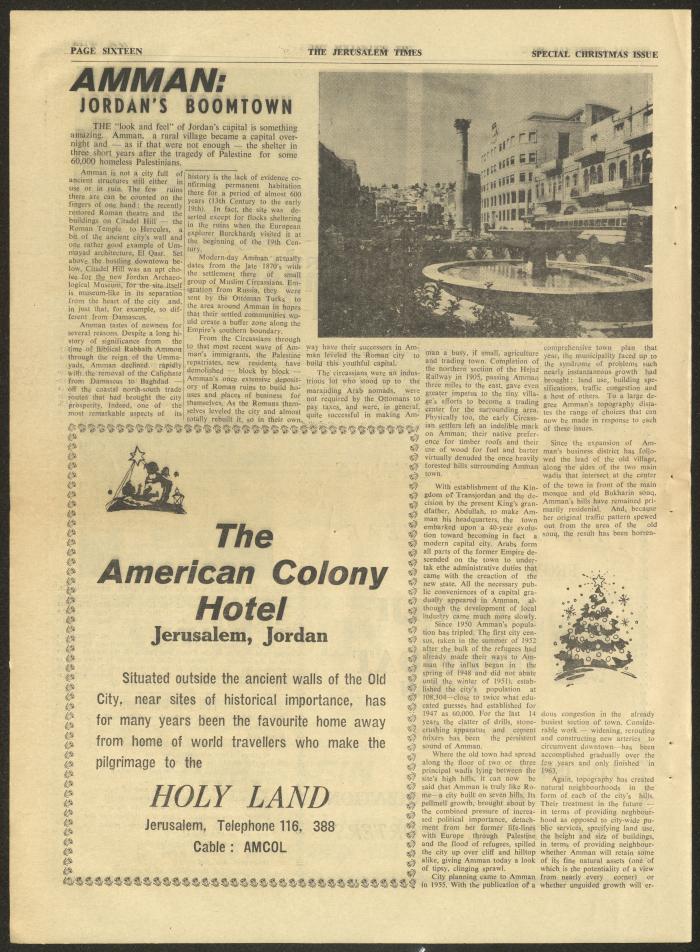 PAGE SIXTEEN
THE JERUSALEM TIMES
SPECIAL CHRISTMAS ISSUE
AMMAN:
JORDAN'S BOOMTOWN
THE "look and feel" of Jordan's capital is something
amazing. Amman, a rural village became a capital over-
night and — as if that were not enough — the shelter in
three short years after the tragedy of Palestine for some
60,000 homeless Palestinians.
Amman is not a city full of
ancient structures still either in
use or in ruin. The few ruins
there are can be counted on the
fingers of one hand: the recently
restored Roman theatre and the
buildings on Citadel Hill — the
Roman Temple to Hercules, a
bit of the ancient city's wall and
one rather good example of Um-
mayad architecture, El Qasr. Set
above the bustling downtown be-
low, Citadel Hill was an apt cho-
ice for the new Jordan Archaeo-
logical Museum, for the site itself
is museum-like in its separation
from the heart of the city and,
in just that, for example, so dif-
ferent from Damascus.
Amman tastes of newness for
several reasons. Despite a long hi-
story of significance from the
time of Biblical Rabbath Ammon
through the reign of the Umma-
yads, Amman declined rapidly
with the removal of the Caliphate
from Damascus to Baghdad —
off the coastal north-south trade
routes that had brought the city
prosperity. Indeed, one of the
most remarkable aspects of its
history is the lack of evidence co-
nfirming permanent habitation
there for a period of almost 600
years (13th Century to the early
19th). In fact, the site was de-
serted except for flocks sheltering
in the ruins when the European
explorer Burckhardt visited it at
the beginning of the 19th Cen-
tury.
Modern-day Amman actually
dates from the late 1870's with
the settlement there of small
group of Muslim Circassians. Em-
igration from Russia, they were
sent by the Ottoman Turks to
the area around Amman in hopes
that their settled communities wo-
uld create a buffer zone along the
Empire's southern boundary.
From the Circassians through
to that most recent wave of Am-
man's immigrants, the Palestine
repatriates, new residents have
demolished — block by block —
Amman's once extensive deposit-
ory of Roman ruins to build ho-
uses and places of business for
themselves. As the Romans them-
selves leveled the city and almost
totally rebuilt it, so in their own
way have their successors in Am-
man leveled the Roman city to
build this youthful capital.
The circassians were an indus-
trious lot who stood up to the
marauding Arab nomads, were
not required by the Ottomans to
pay taxes, and were, in general,
quite successful in making Am-
man a busy, if small, agriculture
and trading town. Completion of
the northern section of the Hejaz
Railway in 1905, passing Amman
three miles to the east, gave even
greater impetus to the tiny villa-
ge's efforts to become a trading
center for the surrounding area.
Physically too, the early Circass-
ian settlers left an indelible mark
on Amman; their native prefer-
ence for timber roofs and their
use of wood for fuel and barter
virtually denuded the once heavily
forested hills surrounding Amman
town.
With establishment of the Kin-
gdom of Transjordan and the de-
cision by the present King's gran-
dfather, Abdullah, to make Am-
man his headquarters, the town
embarked upon a 40-year evolu-
tion toward becoming in fact a
modern capital city. Arabs form
all parts of the former Empire de-
scended on the town to under-
tak ethe administrative duties that
came with the creaction of the
new state. All the necessary pub-
lic conveniences of a capital gra-
dually appeared in Amman, al-
though the development of local
industry came much more slowly.
Since 1950 Amman's popula-
tion has tripled. The first city cen-
sus, taken in the summer of 1952
after the bulk of the refugees had
already made their ways to Am-
man (the influx began in the
spring of 1948 and did not abate
until the winter of 1951), estab-
lished the city's population at
108,304—close to twice what edu-
cated guesses had established for
1947 as 60,000. For the last 14
years the clatter of drills, stone-
crushing apparatus and cement
mixers has been the persistent
sound of Amman.
Where the old town had spread
along the floor of two or three
principal wadis lying between the
site's high hills, it can now be
said that Amman is truly like Ro-
me—a city built on seven hills. Its
pellmell growth, brought about by
the combined pressure of increa-
sed political importance, detach-
ment from her former life-lines
with Europe through Palestine
and the flood of refugees, spilled
the city up over cliff and hilltop
alike, giving Amman today a look
of tipsy, clinging sprawl.
City planning came to Amman
in 1955. With the publication of a
comprehensive town plan that
year, the municipality faced up to
the syndrome of problems such
nearly instantaneous growth had
brought: land use, building spe-
cifications, traffic congestion and
a host of others. To a large de-
gree Amman's topography dicta-
tes the range of choices that can
now be made in response to each
of these issues.
Since the expansion of Am-
man's business district has follo-
wed the lead of the old village,
along the sides of the two main
wadis that intersect at the center
of the town in front of the main
mosque and old Bukharin souq,
Amman's hills have remained pri-
marily residenial. And, because
her original traffic pattern spewed
out from the area of the old
souq, the result has been horren-
dous congestion in the already
busiest section of town. Conside-
rable work — widening, rerouting
and constructing new arteries to
circumvent downtown—has been
accomplished gradually over the
few years and only finished in
1963.
Again, topography has created
natural neighbourhoods in the
form of each of the city's hills.
Their treatment in the future —
in terms of providing neighbour-
hood as opposed to city-wide pu-
blic services, specifying land use,
the height and size of buildings,
in terms of providing neighbour-
whether Amman will retain some
of its fine natural assets (one of
which is the potentiality of a view
from nearly every corner) or
whether unguided growth will er-
The
American Colony
Hotel
Jerusalem, Jordan
Situated outside the ancient walls of the Old
City, near sites of historical importance, has
for many years been the favourite home away
from home of world travellers who make the
pilgrimage to the
HOLY LAND
Jerusalem, Telephone 116, 388
Cable : AMCOL